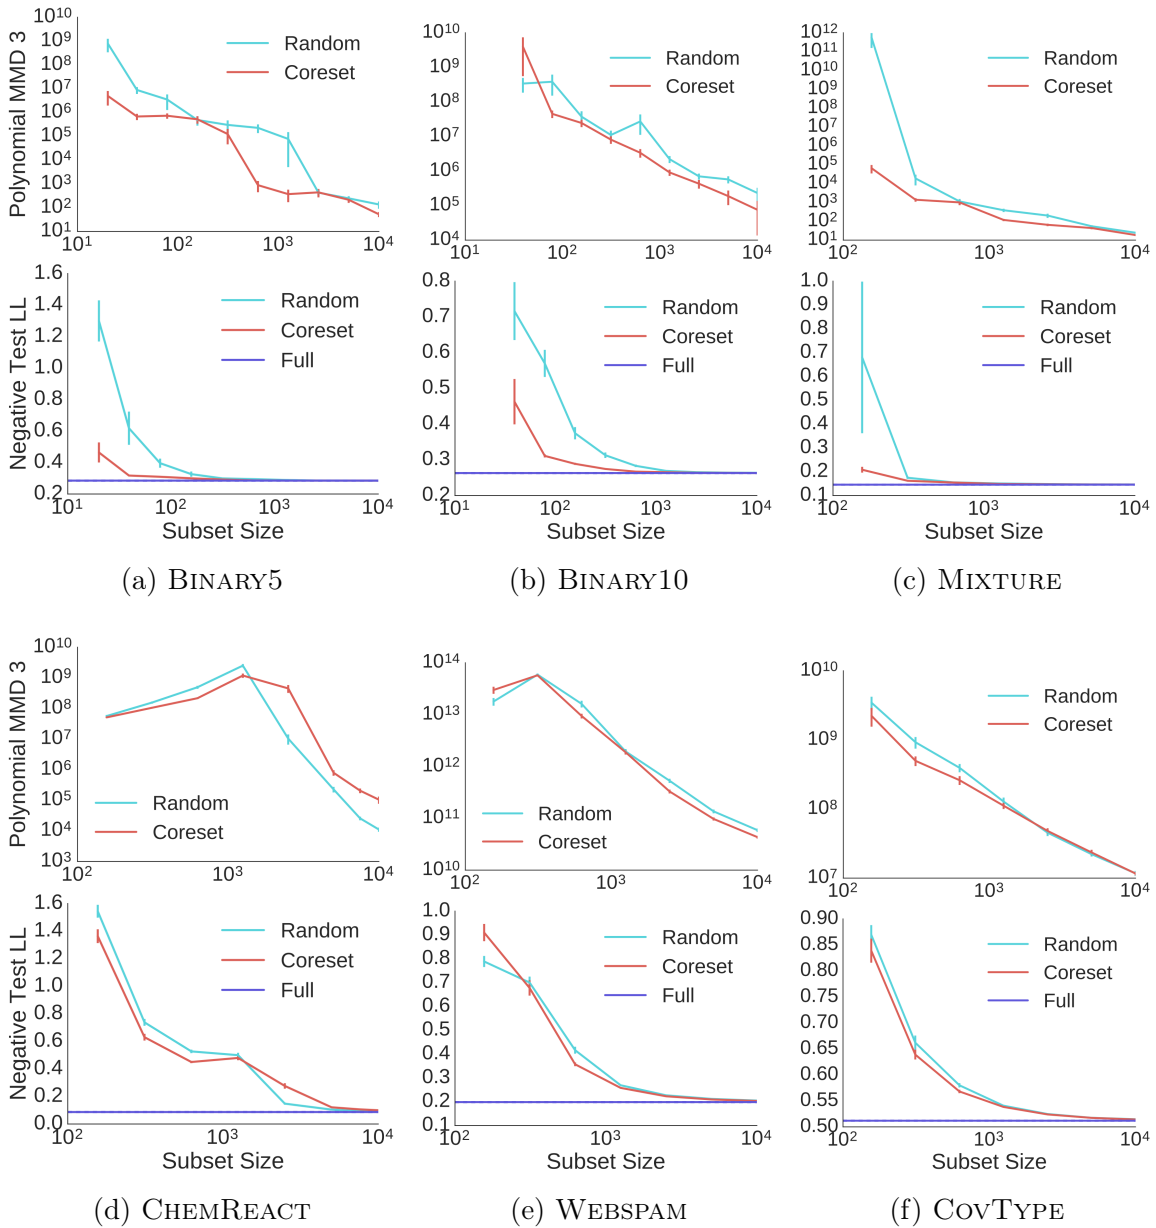 Polynomial MMD 3
10¹⁰
10⁹
10⁸
10⁷
10⁶
10⁵
10⁴
10³
10²
10¹
10¹ 10² 10³ 10⁴
Random
Coreset
10¹⁰
10⁹
10⁸
10⁷
10⁶
10⁵
10⁴
10¹ 10² 10³ 10⁴
Random
Coreset
10¹²
10¹¹
10¹⁰
10⁹
10⁸
10⁷
10⁶
10⁵
10⁴
10³
10²
10¹
10² 10³ 10⁴
Random
Coreset
Negative Test LL
1.6
1.4
1.2
1.0
0.8
0.6
0.4
0.2
10¹ 10² 10³ 10⁴
Subset Size
Random
Coreset
Full
0.8
0.7
0.6
0.5
0.4
0.3
0.2
10¹ 10² 10³ 10⁴
Subset Size
Random
Coreset
Full
1.0
0.9
0.8
0.7
0.6
0.5
0.4
0.3
0.2
0.1
10² 10³ 10⁴
Subset Size
Random
Coreset
Full
(a) BINARY5
(b) BINARY10
(c) MIXTURE
Polynomial MMD 3
10¹⁰
10⁹
10⁸
10⁷
10⁶
10⁵
10⁴
10³
10² 10³ 10⁴
Random
Coreset
10¹⁴
10¹³
10¹²
10¹¹
10¹⁰
10² 10³ 10⁴
Random
Coreset
10¹⁰
10⁹
10⁸
10⁷
10² 10³ 10⁴
Random
Coreset
Negative Test LL
1.6
1.4
1.2
1.0
0.8
0.6
0.4
0.2
0.0
10² 10³ 10⁴
Subset Size
Random
Coreset
Full
1.0
0.9
0.8
0.7
0.6
0.5
0.4
0.3
0.2
0.1
10² 10³ 10⁴
Subset Size
Random
Coreset
Full
0.90
0.85
0.80
0.75
0.70
0.65
0.60
0.55
0.50
10² 10³ 10⁴
Subset Size
Random
Coreset
Full
(d) CHEMREACT
(e) WEBSPAM
(f) COVTYPE